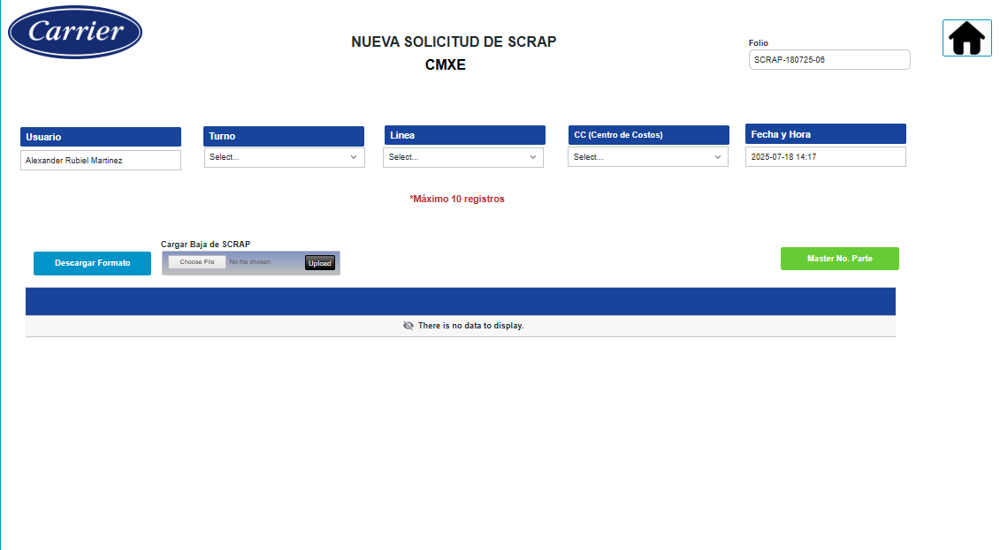 Carrier
NUEVA SOLICITUD DE SCRAP
CMXE
Folio
SCRAP-180725-06
Usuario
Alexander Rubiel Martinez
Turno
Select...
Linea
Select...
CC (Centro de Costos)
Select...
Fecha y Hora
2025-07-18 14:17
*Máximo 10 registros
Descargar Formato
Cargar Baja de SCRAP
Choose File No file chosen
Upload
Master No. Parte
There is no data to display.